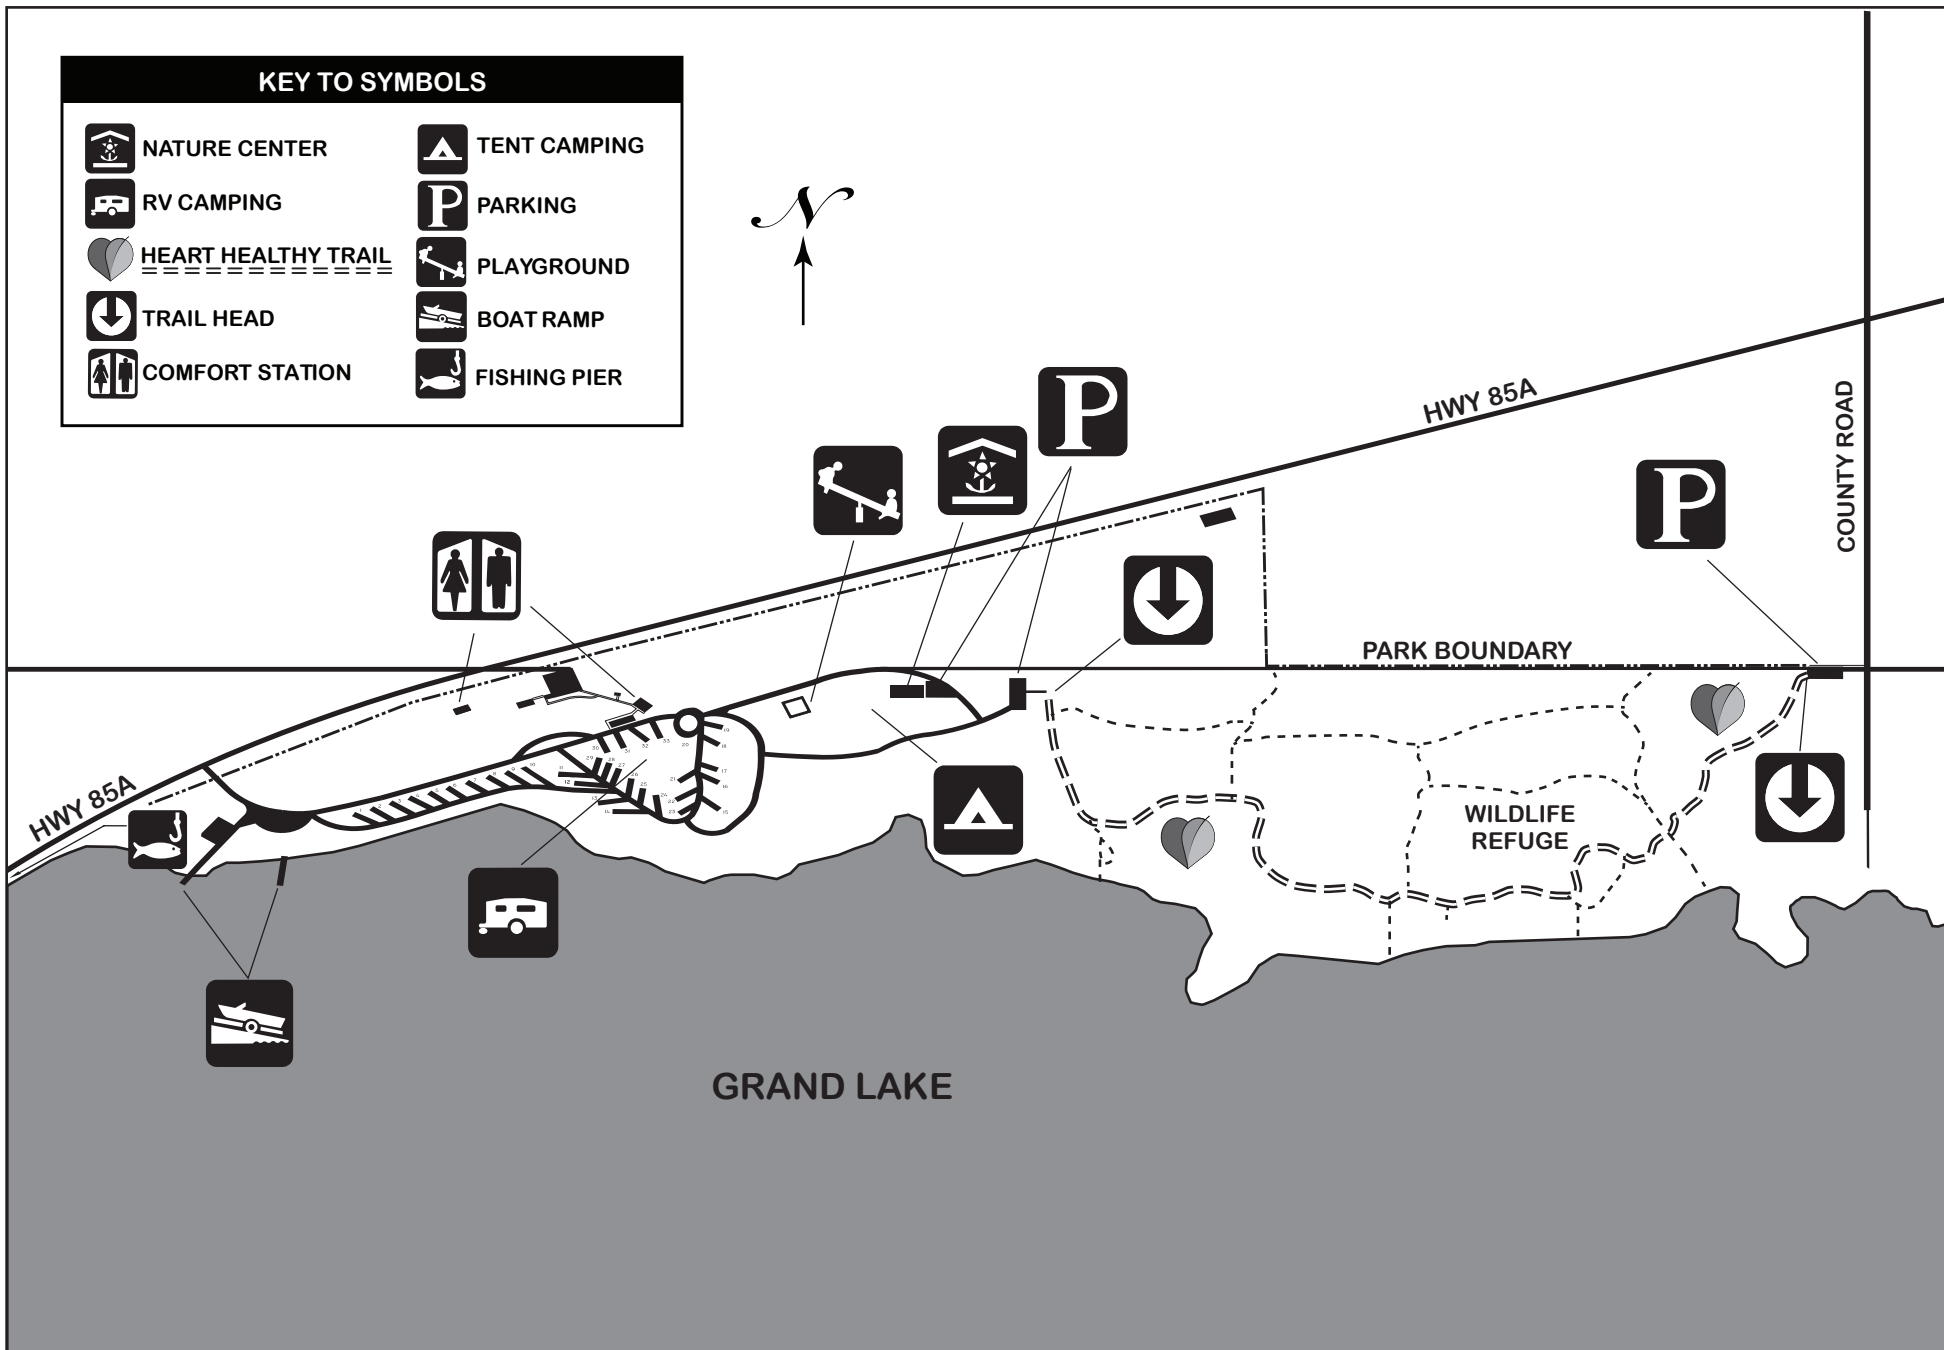 KEY TO SYMBOLS
NATURE CENTER
RV CAMPING
HEART HEALTHY TRAIL
TRAIL HEAD
COMFORT STATION
TENT CAMPING
P
PARKING
PLAYGROUND
BOAT RAMP
FISHING PIER
N
HWY 85A
COUNTY ROAD
P
P
PARK BOUNDARY
HWY 85A
WILDLIFE
REFUGE
GRAND LAKE